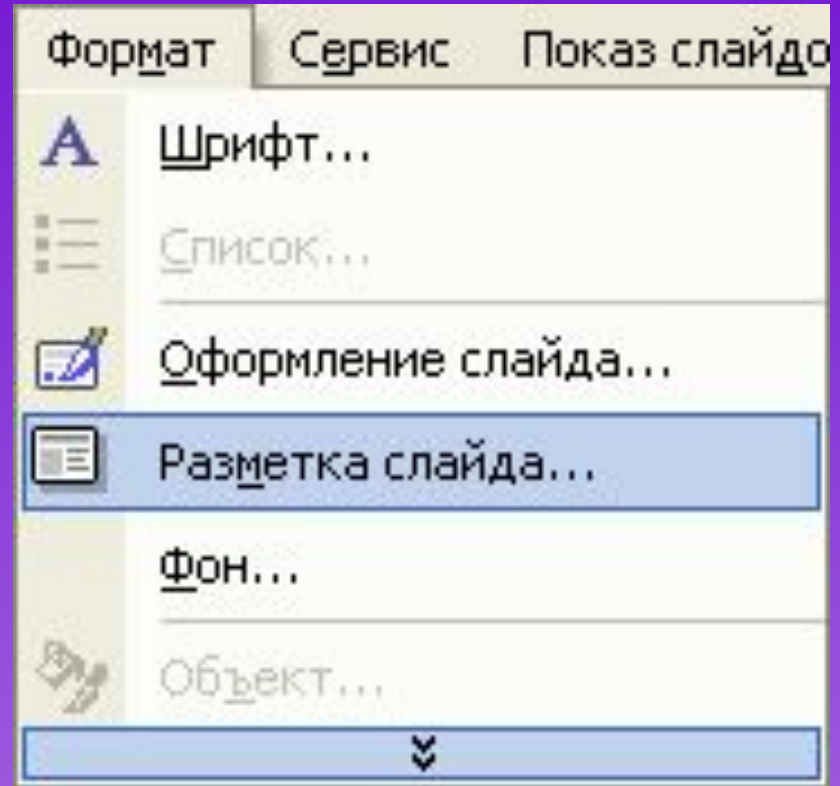 Формат Сервис Показ слайдо
Шрифт...
Список...
Оформление слайда...
Разметка слайда...
Фон...
Объект...